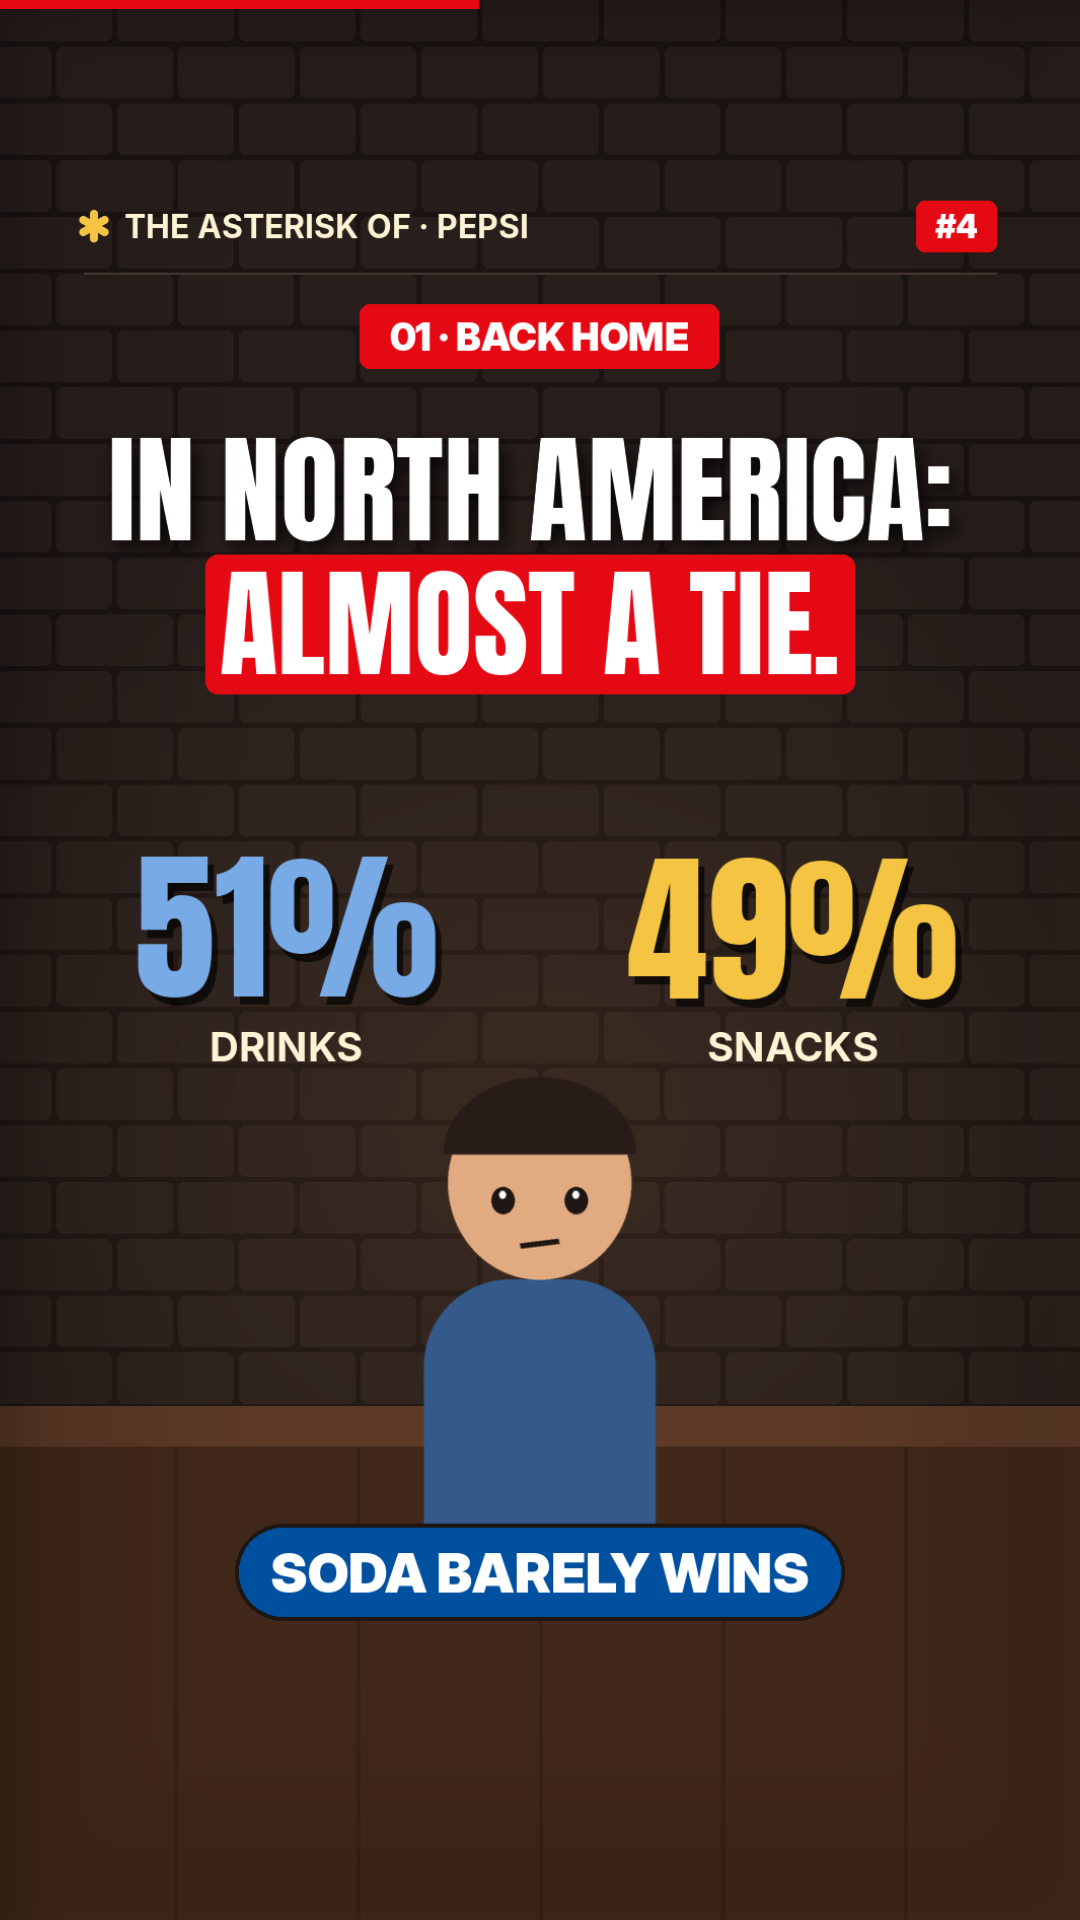 THE ASTERISK OF · PEPSI
#4
01 · BACK HOME
IN NORTH AMERICA:
ALMOST A TIE.
51% 49%
DRINKS SNACKS
SODA BARELY WINS